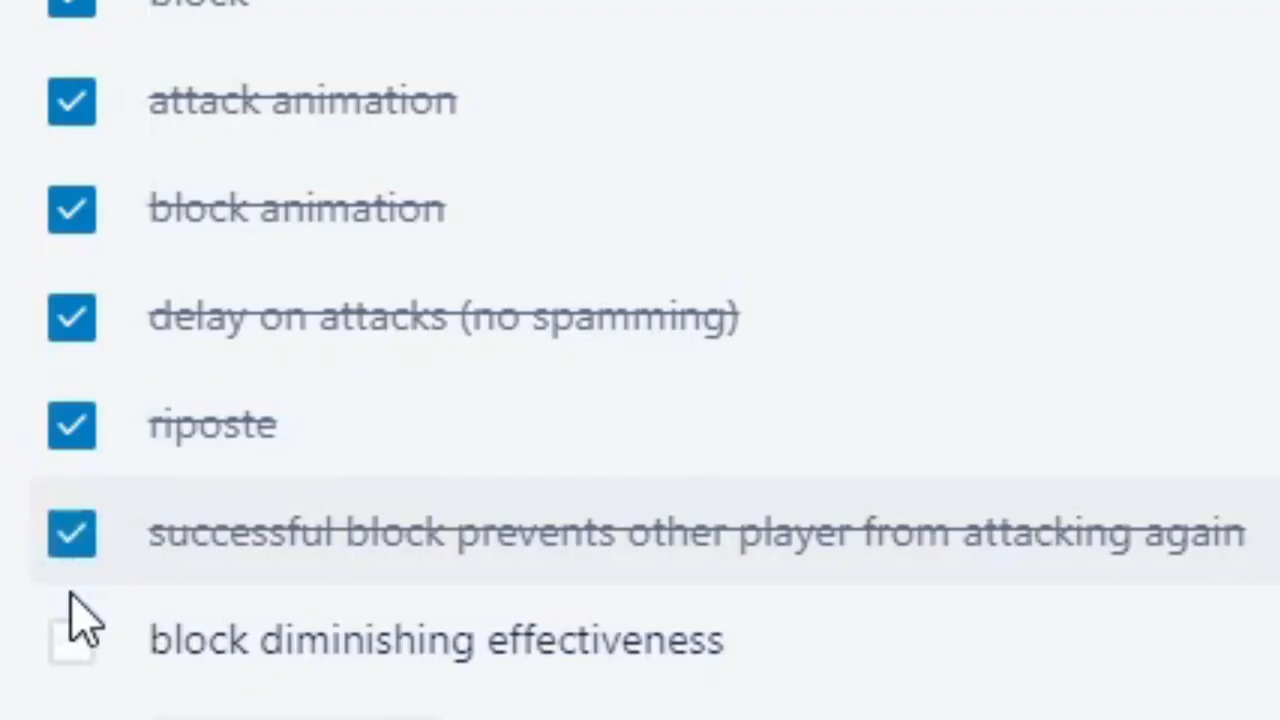 block
attack animation
block animation
delay on attacks (no spamming)
riposte
successful block prevents other player from attacking again
block diminishing effectiveness